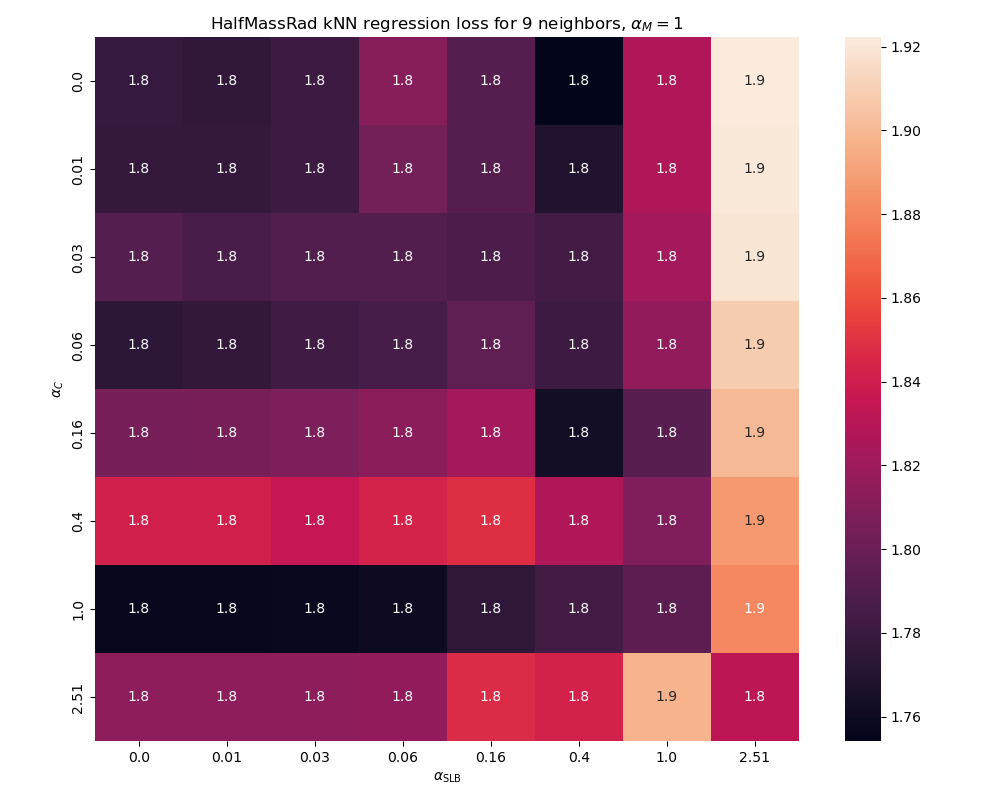 HalfMassRad kNN regression loss for 9 neighbors, α_M = 1
0.0 1.8 1.8 1.8 1.8 1.8 1.8 1.8 1.9
0.01 1.8 1.8 1.8 1.8 1.8 1.8 1.8 1.9
0.03 1.8 1.8 1.8 1.8 1.8 1.8 1.8 1.9
0.06 1.8 1.8 1.8 1.8 1.8 1.8 1.8 1.9
0.16 1.8 1.8 1.8 1.8 1.8 1.8 1.8 1.9
0.4 1.8 1.8 1.8 1.8 1.8 1.8 1.8 1.9
1.0 1.8 1.8 1.8 1.8 1.8 1.8 1.8 1.9
2.51 1.8 1.8 1.8 1.8 1.8 1.8 1.9 1.8
0.0 0.01 0.03 0.06 0.16 0.4 1.0 2.51
α_C
α_SLB
1.92
1.90
1.88
1.86
1.84
1.82
1.80
1.78
1.76